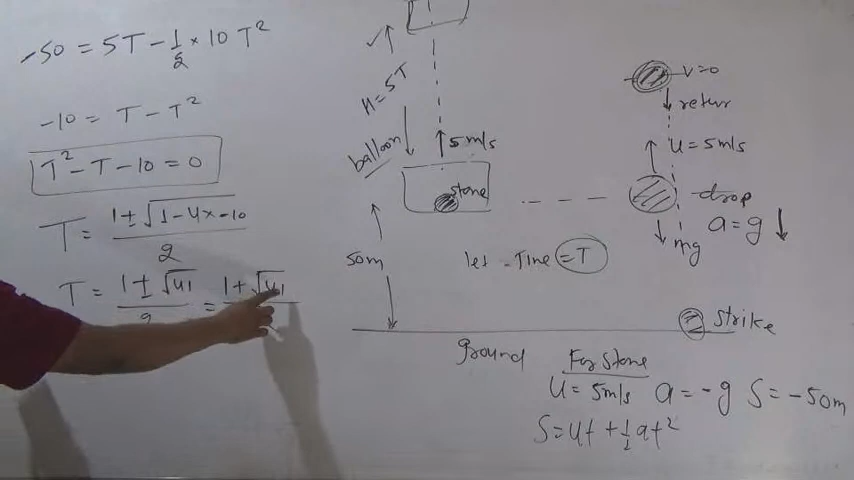 -50 = 5T - 1/2 × 10 T²
-10 = T - T²
T² - T - 10 = 0
T = 1 ± √1 - 4 × -10 / 2
T = 1 ± √41 / 2 = 1 + √41
✓
H = 5T
balloon
5 m/s
stone
50m
let time = T
V = 0
return
u = 5m/s
drop
a = g
mg
strike
ground
For stone
u = 5m/s a = -g S = -50m
S = ut + 1/2 at²